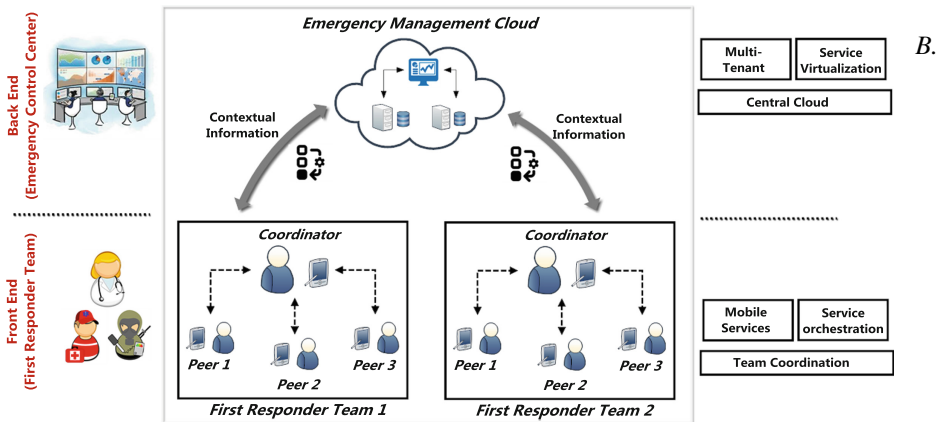 Emergency Management Cloud
B.
Back End
(Emergency Control Center)
Contextual
Information
Contextual
Information
Multi-
Tenant
Service
Virtualization
Central Cloud
Front End
(First Responder Team)
Coordinator
Peer 1
Peer 2
Peer 3
First Responder Team 1
Coordinator
Peer 1
Peer 2
Peer 3
First Responder Team 2
Mobile
Services
Service
orchestration
Team Coordination